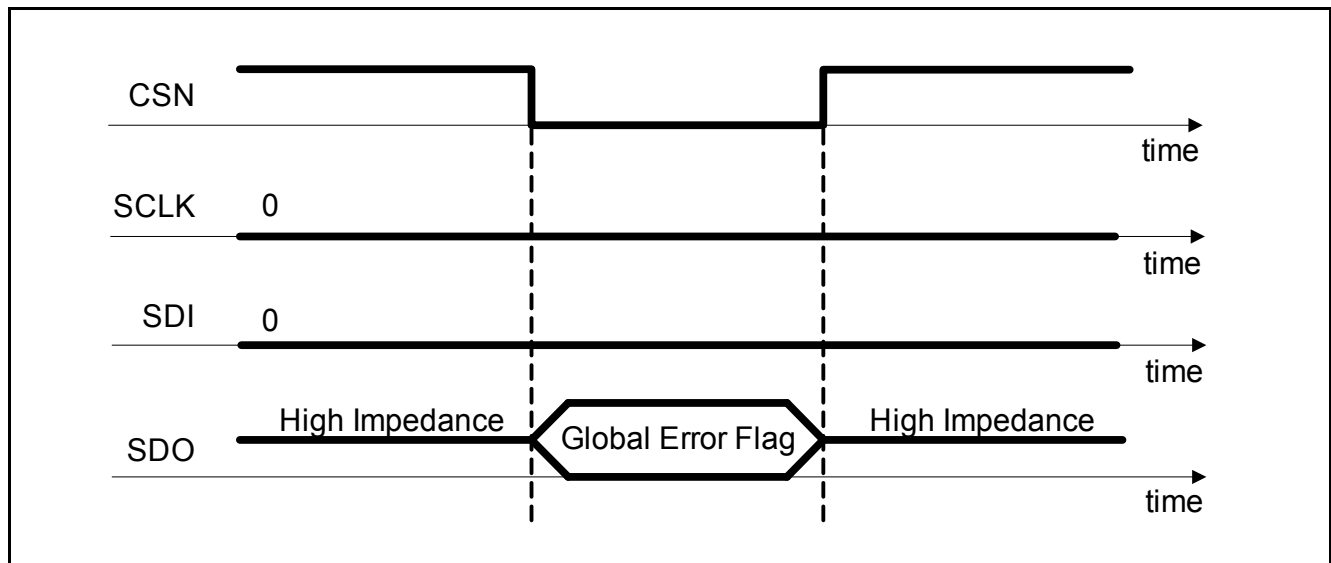 CSN
time
SCLK 0
time
SDI 0
time
High Impedance Global Error Flag High Impedance
SDO
time